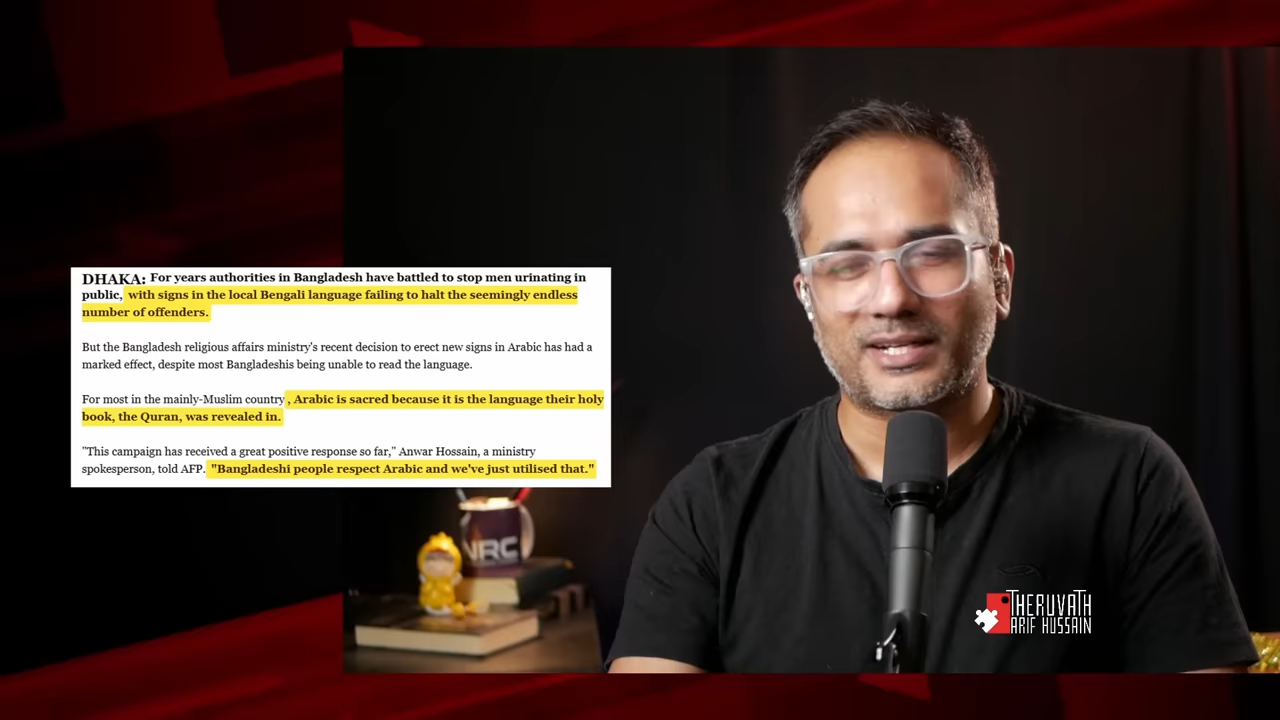 DHAKA: For years authorities in Bangladesh have battled to stop men urinating in
public, with signs in the local Bengali language failing to halt the seemingly endless
number of offenders.
But the Bangladesh religious affairs ministry's recent decision to erect new signs in Arabic has had a
marked effect, despite most Bangladeshis being unable to read the language.
For most in the mainly-Muslim country , Arabic is sacred because it is the language their holy
book, the Quran, was revealed in.
"This campaign has received a great positive response so far," Anwar Hossain, a ministry
spokesperson, told AFP. "Bangladeshi people respect Arabic and we've just utilised that."
NRC
THERUVATH
ARIF HUSSAIN